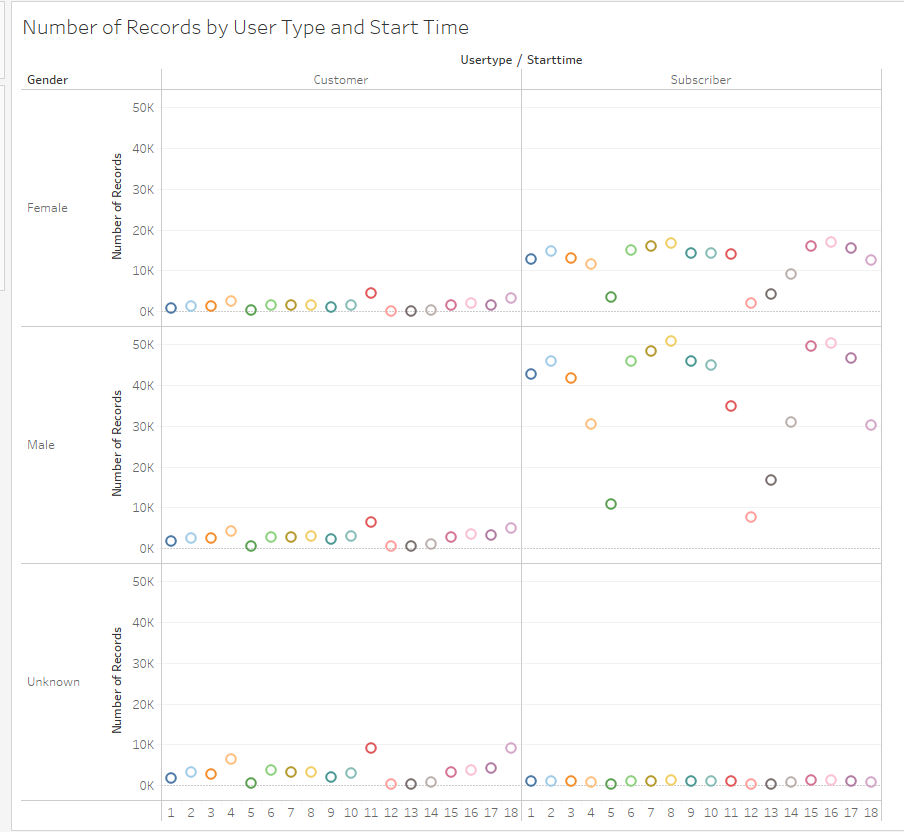 Number of Records by User Type and Start Time
Usertype / Starttime
Gender Customer Subscriber
Female
Number of Records
50K
40K
30K
20K
10K
0K
Male
Number of Records
50K
40K
30K
20K
10K
0K
Unknown
Number of Records
50K
40K
30K
20K
10K
0K
1 2 3 4 5 6 7 8 9 10 11 12 13 14 15 16 17 18 1 2 3 4 5 6 7 8 9 10 11 12 13 14 15 16 17 18